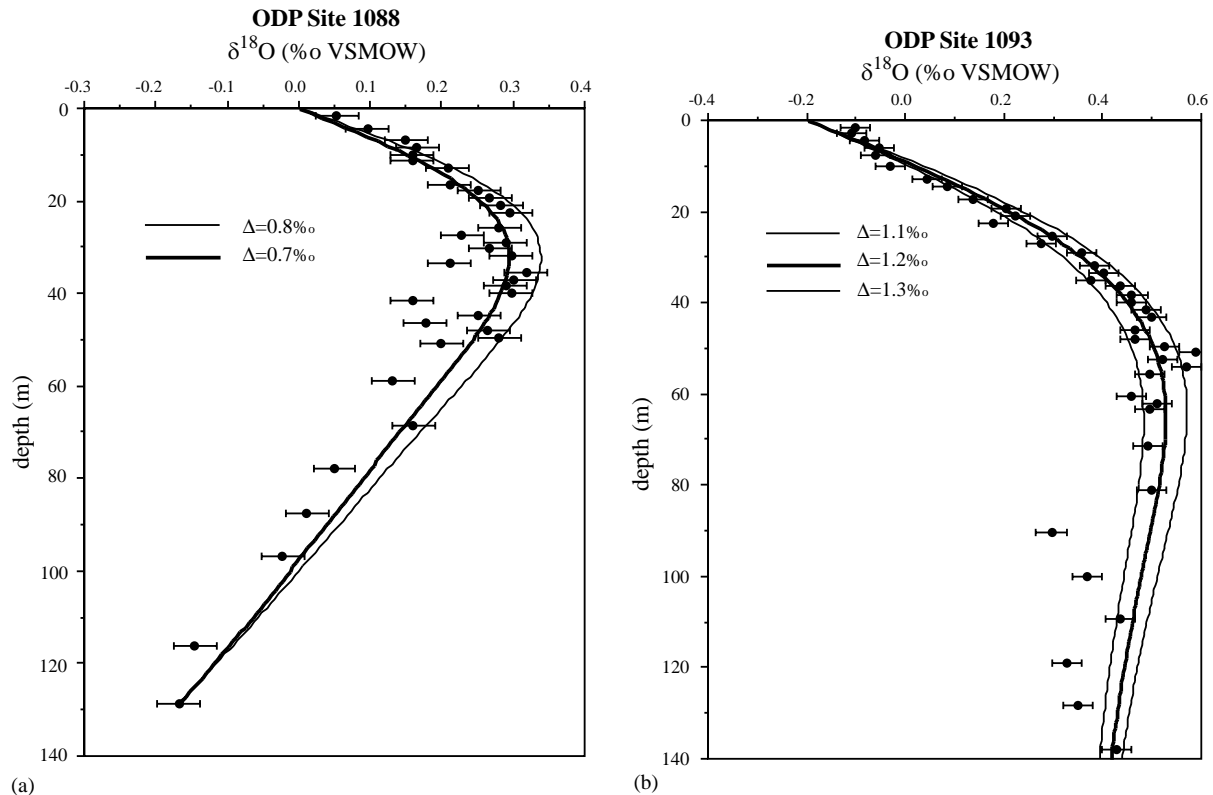 ODP Site 1088
δ18O (%o VSMOW)
-0.3 -0.2 -0.1 0.0 0.1 0.2 0.3 0.4
0
20
40
60
80
100
120
140
depth (m)
Δ=0.8%o
Δ=0.7%o
(a)
ODP Site 1093
δ18O (%o VSMOW)
-0.4 -0.2 0.0 0.2 0.4 0.6
0
20
40
60
80
100
120
140
depth (m)
Δ=1.1%o
Δ=1.2%o
Δ=1.3%o
(b)